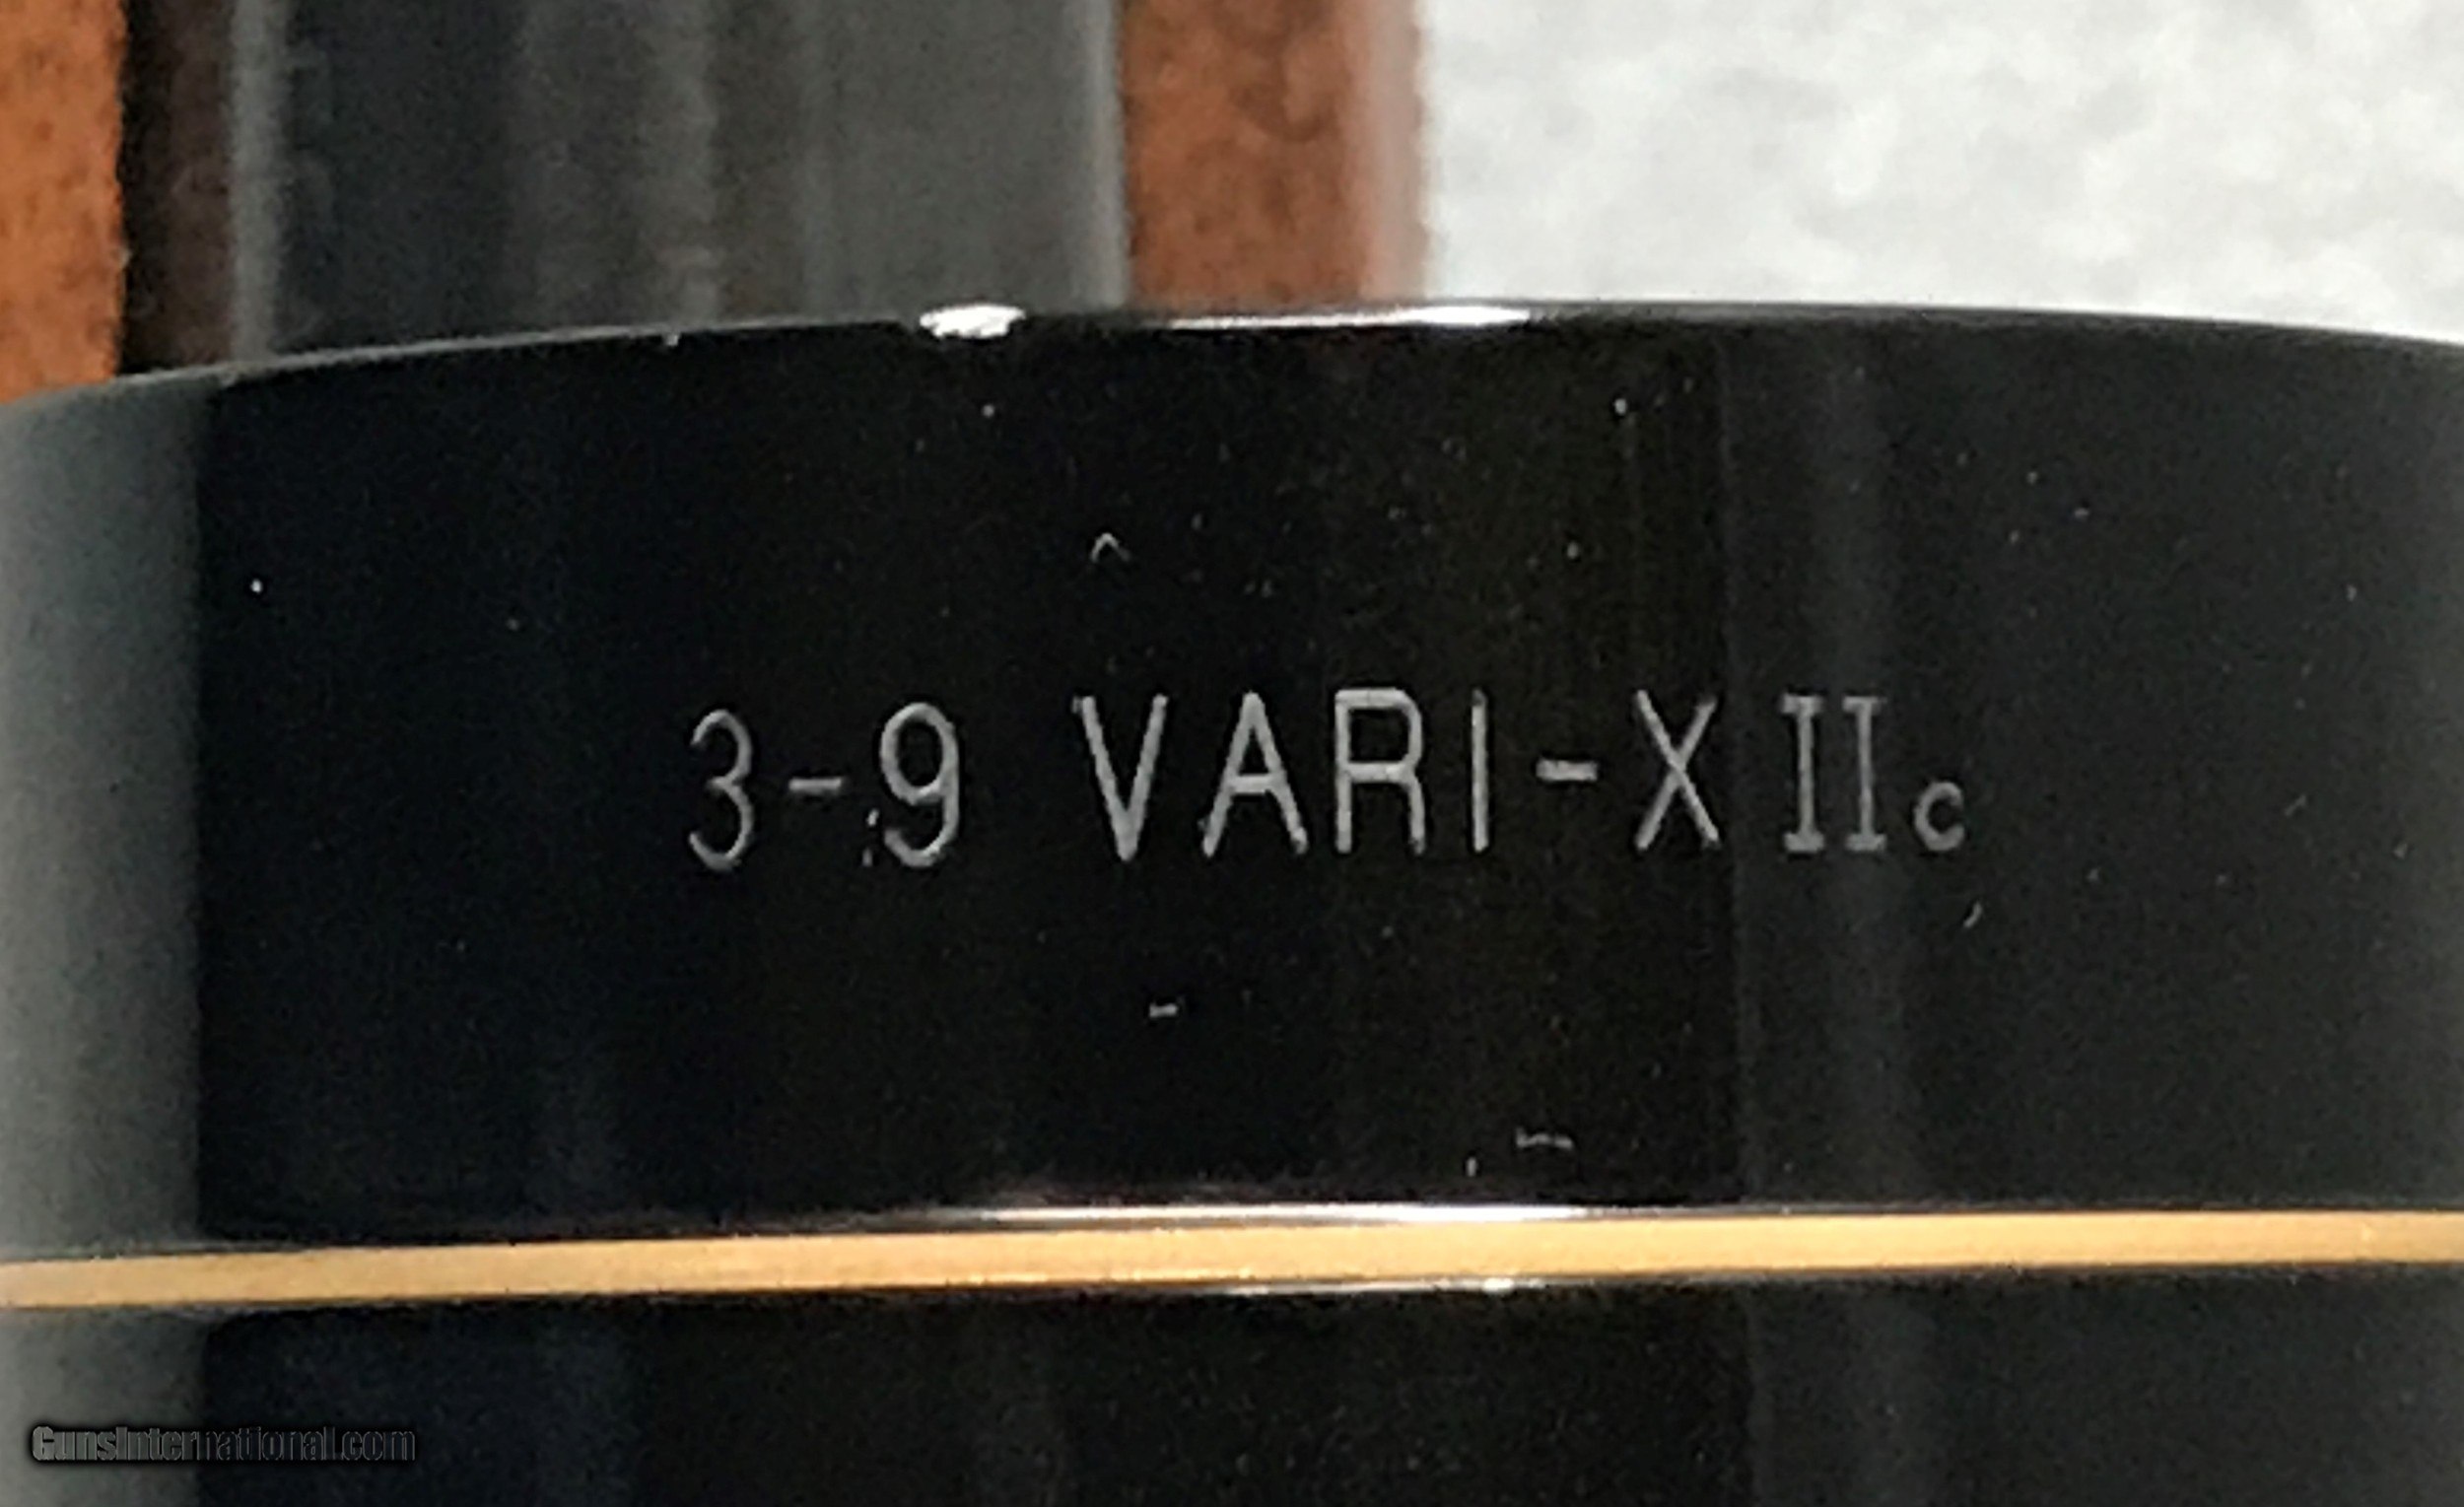 3-9 VARI-X IIc
GunsInternational.com